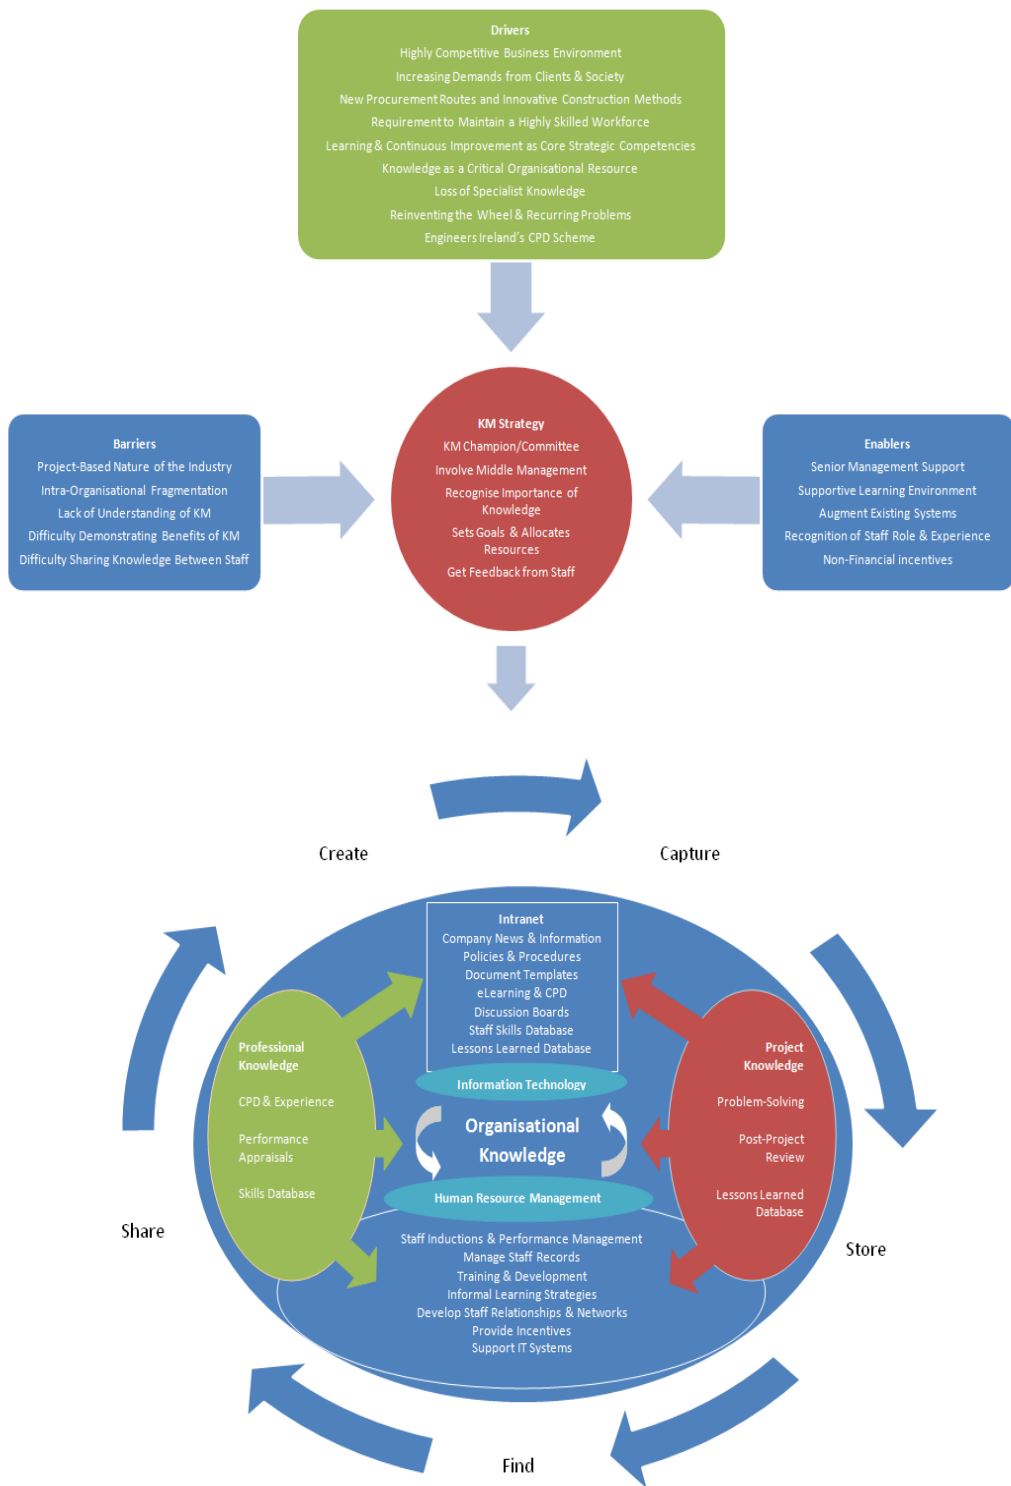 Drivers
Highly Competitive Business Environment
Increasing Demands from Clients & Society
New Procurement Routes and Innovative Construction Methods
Requirement to Maintain a Highly Skilled Workforce
Learning & Continuous Improvement as Core Strategic Competencies
Knowledge as a Critical Organisational Resource
Loss of Specialist Knowledge
Reinventing the Wheel & Recurring Problems
Engineers Ireland's CPD Scheme
Barriers
Project-Based Nature of the Industry
Intra-Organisational Fragmentation
Lack of Understanding of KM
Difficulty Demonstrating Benefits of KM
Difficulty Sharing Knowledge Between Staff
KM Strategy
KM Champion/Committee
Involve Middle Management
Recognise Importance of
Knowledge
Sets Goals & Allocates
Resources
Get Feedback from Staff
Enablers
Senior Management Support
Supportive Learning Environment
Augment Existing Systems
Recognition of Staff Role & Experience
Non-Financial incentives
Create
Capture
Intranet
Company News & Information
Policies & Procedures
Document Templates
eLearning & CPD
Discussion Boards
Staff Skills Database
Lessons Learned Database
Professional
Knowledge
CPD & Experience
Performance
Appraisals
Skills Database
Information Technology
Organisational
Knowledge
Human Resource Management
Project
Knowledge
Problem-Solving
Post-Project
Review
Lessons Learned
Database
Share
Store
Staff Inductions & Performance Management
Manage Staff Records
Training & Development
Informal Learning Strategies
Develop Staff Relationships & Networks
Provide Incentives
Support IT Systems
Find